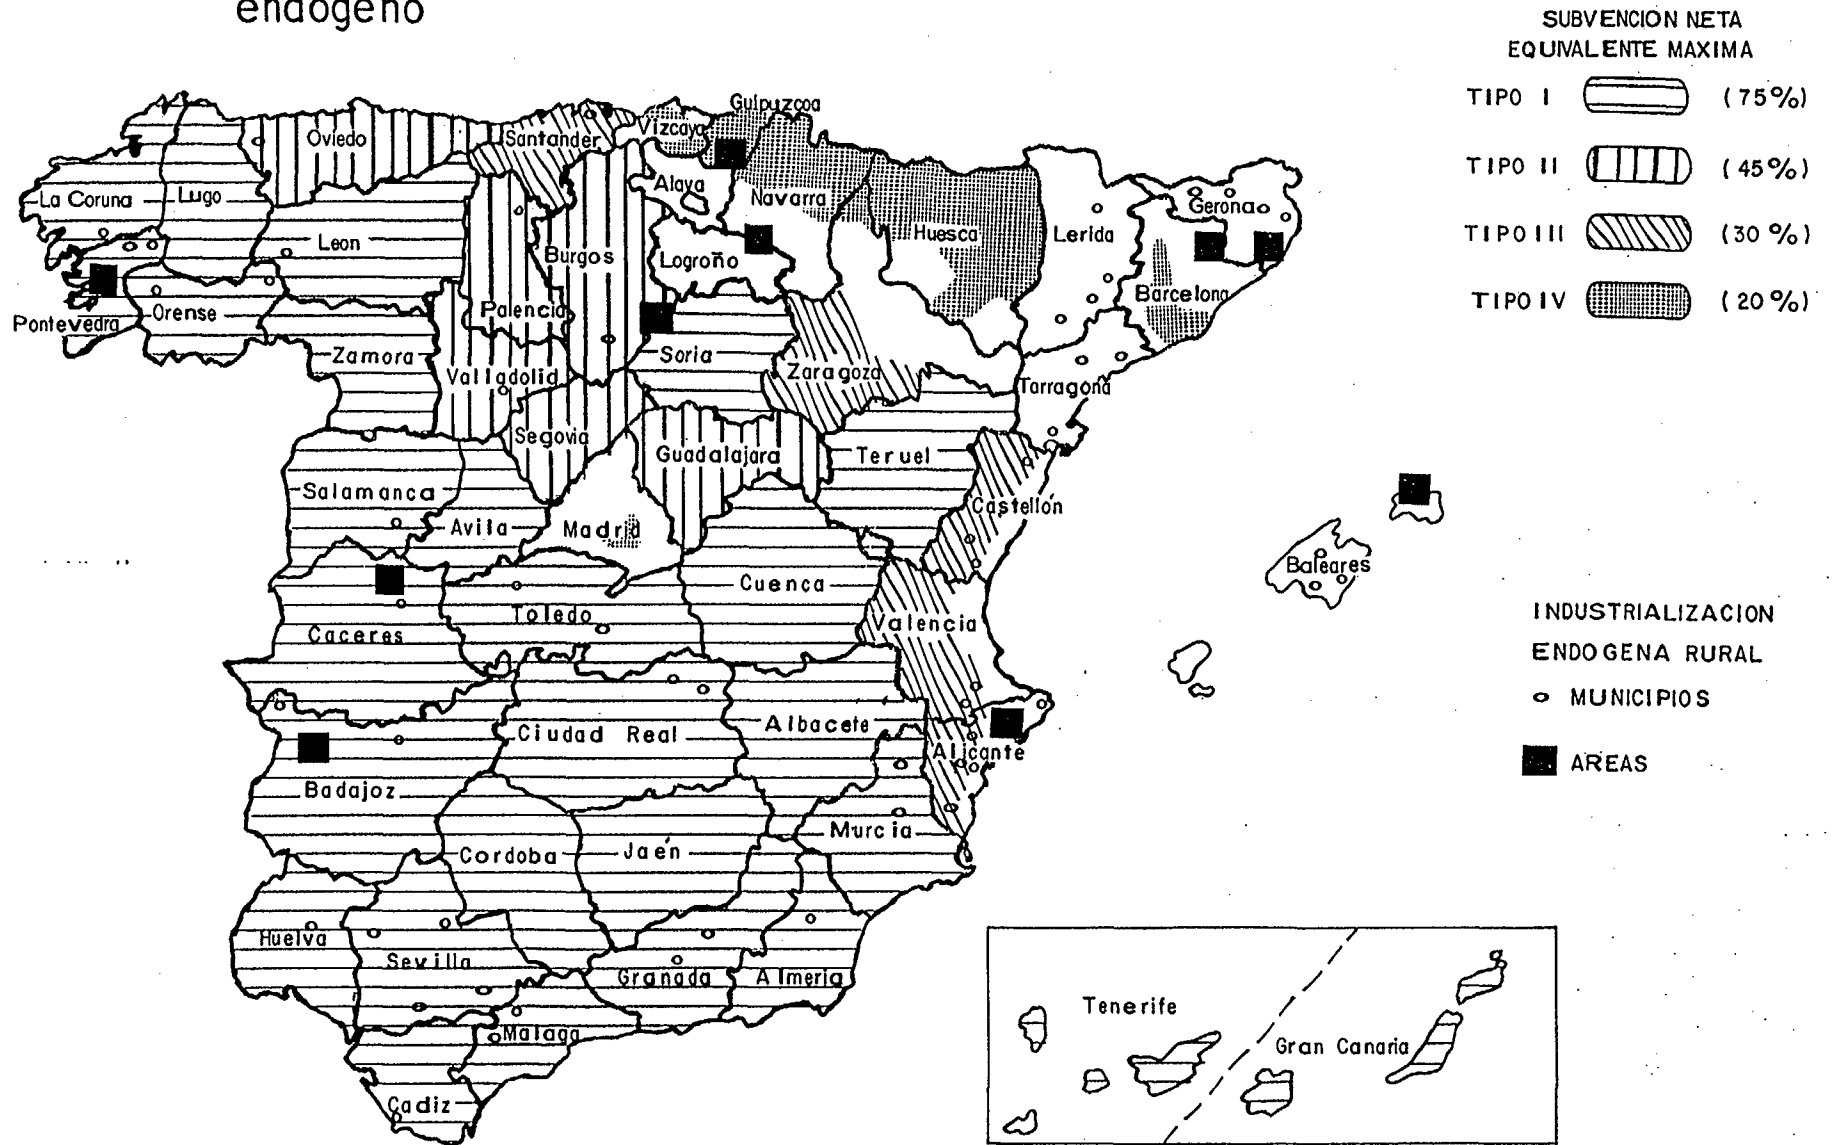 endogeno
SUBVENCION NETA
EQUIVALENTE MAXIMA
TIPO I (75%)
TIPO II (45%)
TIPO III (30%)
TIPO IV (20%)
Guipuzcoa
Vizcaya
Santander
Oviedo
La Coruna
Lugo
Alava
Navarra
Gerona
Leon
Burgos
Logroño
Huesca
Lerida
Barcelona
Pontevedra
Orense
Palencia
Zamora
Soria
Valladolid
Zaragoza
Tarragona
Segovia
Guadalajara
Teruel
Salamanca
Avila
Madrid
Castellón
Baleares
Cuenca
Toledo
Caceres
Valencia
INDUSTRIALIZACION
ENDOGENA RURAL
MUNICIPIOS
AREAS
Ciudad Real
Albacete
Alicante
Badajoz
Murcia
Cordoba
Jaén
Huelva
Sevilla
Granada
Almeria
Malaga
Cadiz
Tenerife
Gran Canaria